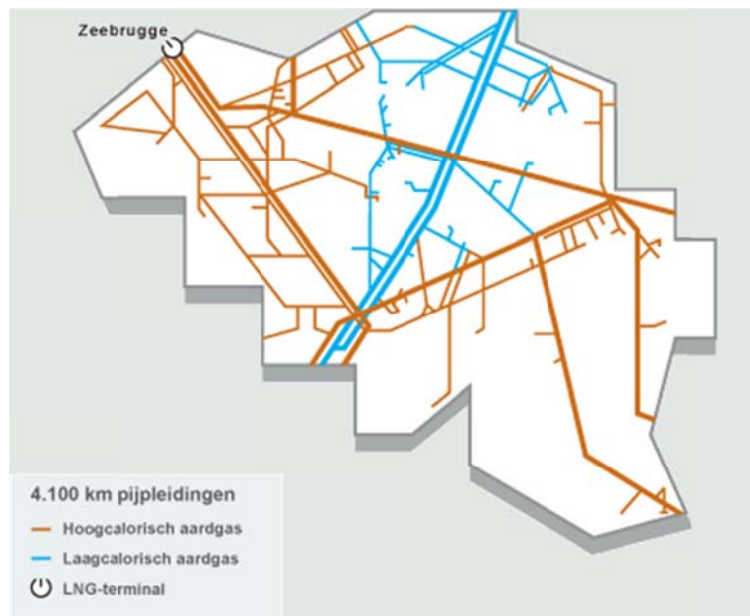 Zeebrugge
4.100 km pijpleidingen
Hoogcalorisch aardgas
Laagcalorisch aardgas
LNG-terminal